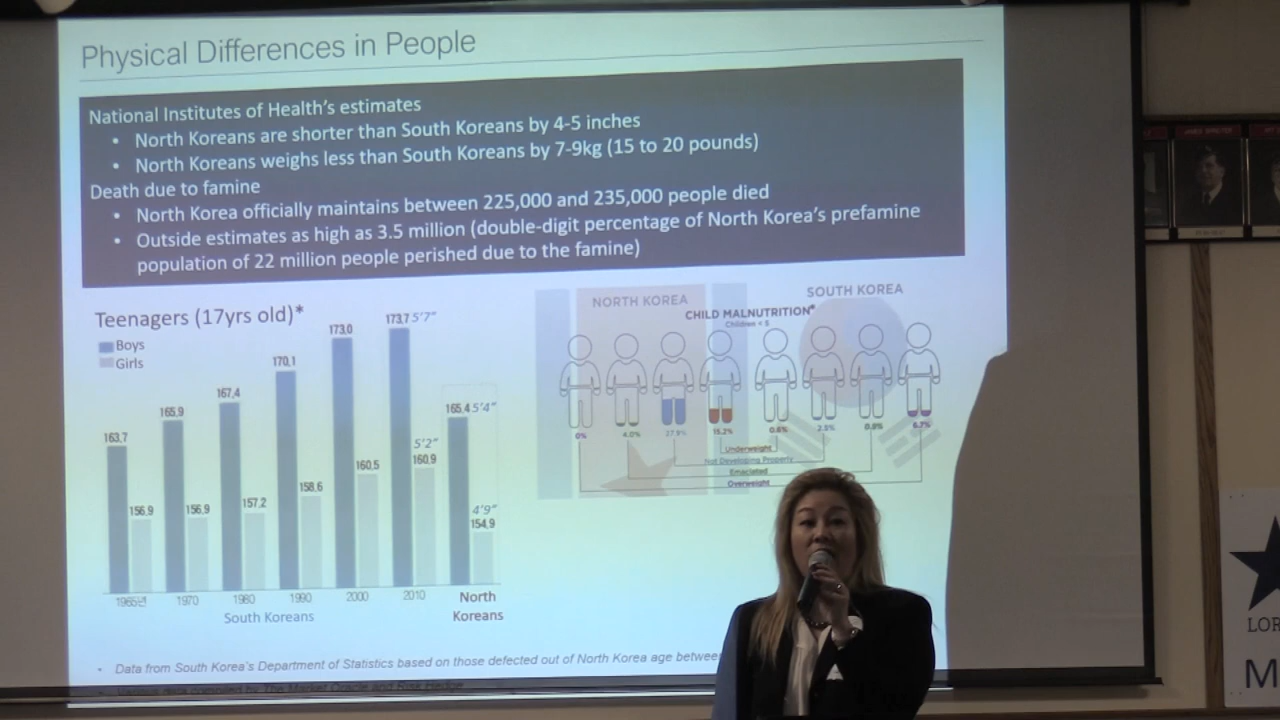 Physical Differences in People
National Institutes of Health's estimates
• North Koreans are shorter than South Koreans by 4-5 inches
• North Koreans weighs less than South Koreans by 7-9kg (15 to 20 pounds)
Death due to famine
• North Korea officially maintains between 225,000 and 235,000 people died
• Outside estimates as high as 3.5 million (double-digit percentage of North Korea's prefamine
population of 22 million people perished due to the famine)
Teenagers (17yrs old)*
Boys
Girls
163.7
156.9
165.9
156.9
167.4
157.2
170.1
158.6
173.0
160.5
173.7 5'7"
5'2"
160.9
165.4 5'4"
4'9"
154.9
1965년 1970 1980 1990 2000 2010
South Koreans
North
Koreans
NORTH KOREA
SOUTH KOREA
CHILD MALNUTRITION*
Children < 5
0% 4.0% 27.9% 15.2% 0.6% 2.5% 0.8% 6.7%
Underweight
Not Developing Properly
Emaciated
Overweight
• Data from South Korea's Department of Statistics based on those defected out of North Korea age between
LOR
M